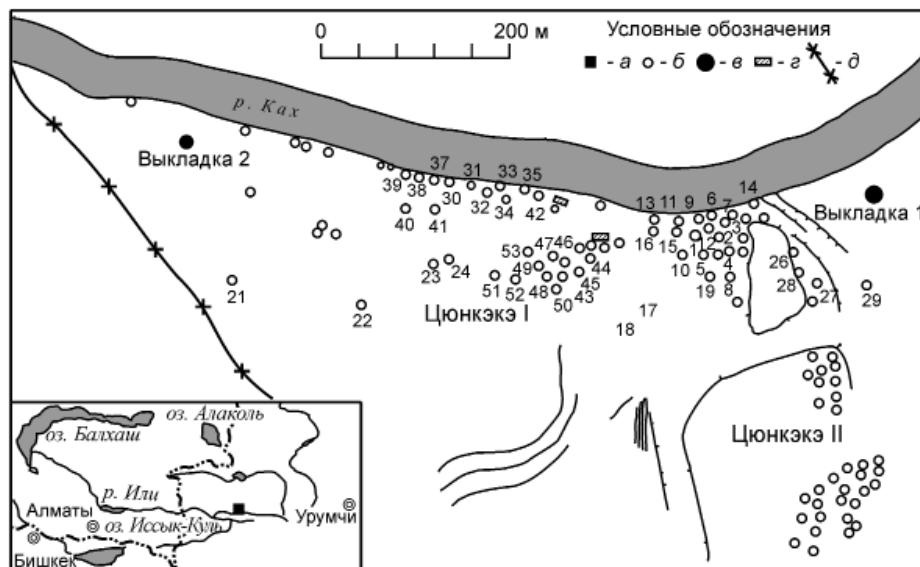 0 200 м
Условные обозначения
- а - б - в - г - д
р. Ках
Выкладка 2
Выкладка 1
37 31 33 35
39 38 30 32 34 42
40 41
13 11 9 6 7 14
16 15 1 12 2 3
10 5 4
19 8
26
28 27 29
53 47 46
23 24 49 44
51 52 48 45
50 43
21
22
17
18
Цюнкэкэ I
Цюнкэкэ II
оз. Алаколь
оз. Балхаш
р. Или
Алматы
оз. Иссык-Куль
Урумчи
Бишкек